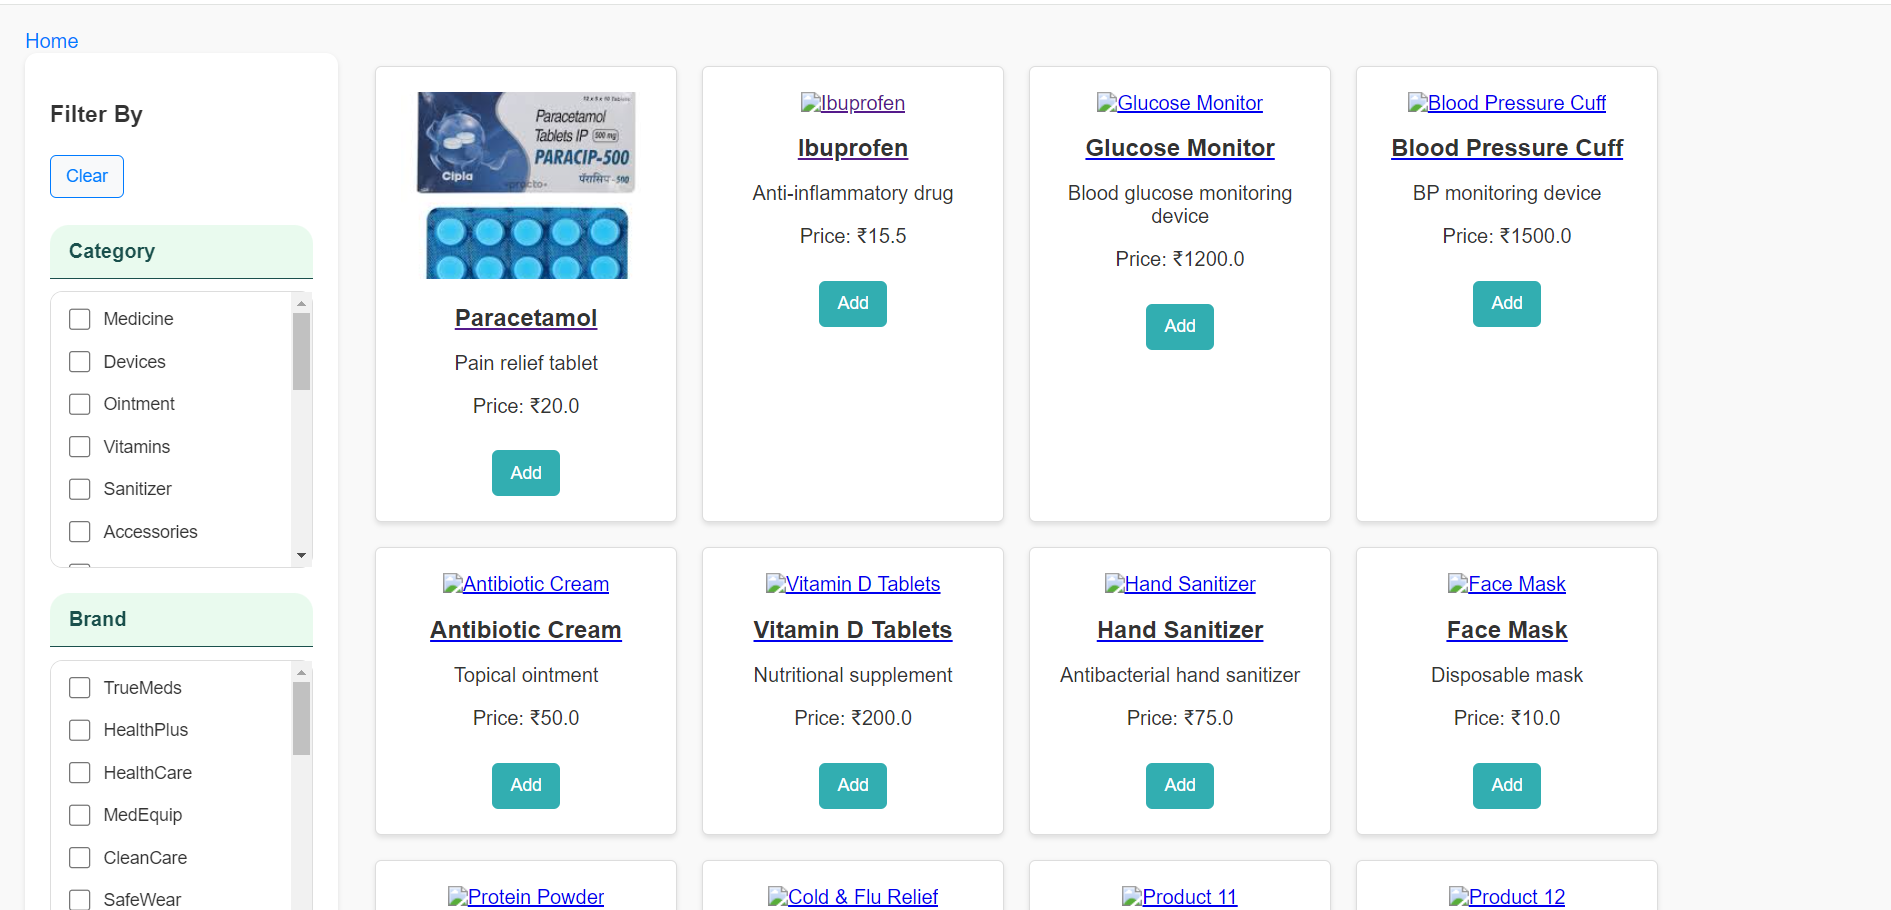 Home
Filter By
Clear
Category
Medicine
Devices
Ointment
Vitamins
Sanitizer
Accessories
Brand
TrueMeds
HealthPlus
HealthCare
MedEquip
CleanCare
SafeWear
Paracetamol
Tablets IP 500 mg
PARACIP-500
Cipla
practo
पॅरासिप - 500
Paracetamol
Pain relief tablet
Price: ₹20.0
Add
Ibuprofen
Ibuprofen
Anti-inflammatory drug
Price: ₹15.5
Add
Glucose Monitor
Glucose Monitor
Blood glucose monitoring
device
Price: ₹1200.0
Add
Blood Pressure Cuff
Blood Pressure Cuff
BP monitoring device
Price: ₹1500.0
Add
Antibiotic Cream
Antibiotic Cream
Topical ointment
Price: ₹50.0
Add
Vitamin D Tablets
Vitamin D Tablets
Nutritional supplement
Price: ₹200.0
Add
Hand Sanitizer
Hand Sanitizer
Antibacterial hand sanitizer
Price: ₹75.0
Add
Face Mask
Face Mask
Disposable mask
Price: ₹10.0
Add
Protein Powder
Cold & Flu Relief
Product 11
Product 12